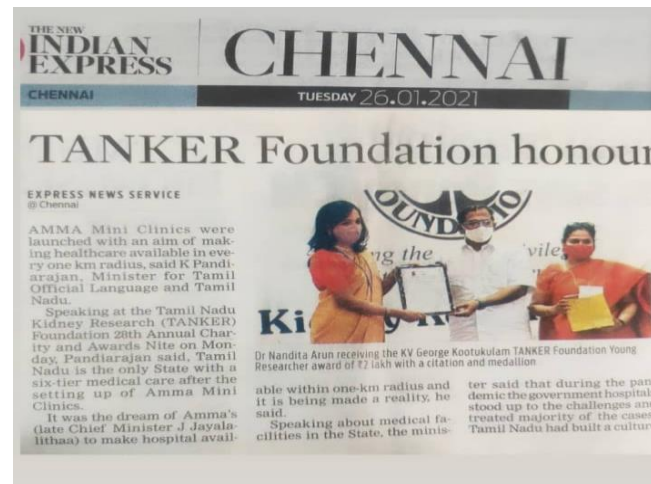 THE NEW
INDIAN
EXPRESS
CHENNAI
CHENNAI
TUESDAY 26.01.2021
TANKER Foundation honour
EXPRESS NEWS SERVICE
@ Chennai
AMMA Mini Clinics were
launched with an aim of mak-
ing healthcare available in eve-
ry one km radius, said K Pandi-
arajan, Minister for Tamil
Official Language and Tamil
Nadu.
Speaking at the Tamil Nadu
Kidney Research (TANKER)
Foundation 28th Annual Char-
ity and Awards Nite on Mon-
day, Pandiarajan said, Tamil
Nadu is the only State with a
six-tier medical care after the
setting up of Amma Mini
Clinics.
It was the dream of Amma's
(late Chief Minister J Jayala-
lithaa) to make hospital avail-
OUNDATIO
ng the
vile
Ki
Dr Nandita Arun receiving the KV George Kootukulam TANKER Foundation Young
Researcher award of ₹2 lakh with a citation and medallion
able within one-km radius and
it is being made a reality, he
said.
Speaking about medical fa-
cilities in the State, the minis-
ter said that during the pan
demic the government hospital
stood up to the challenges and
treated majority of the cases
Tamil Nadu had built a cultur